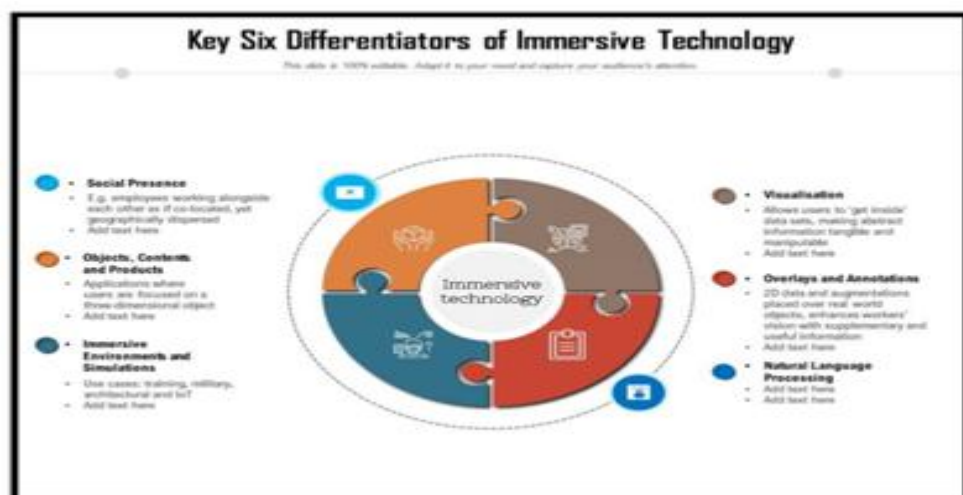 Key Six Differentiators of Immersive Technology
This slide is 100% editable. Adapt it to your need and capture your audience's attention.
• Social Presence
• E.g. employees working alongside
each other as if co-located, yet
geographically dispersed
• Add text here
• Objects, Contents
and Products
• Applications where
users are focused on a
three-dimensional object
• Add text here
• Immersive
Environments and
Simulations
• Use cases: training, military,
architectural and IoT
• Add text here
Immersive
technology
• Visualisation
• Allows users to 'get inside'
data sets, making abstract
information tangible and
manipulable
• Add text here
• Overlays and Annotations
• 2D data and augmentations
placed over real world
objects, enhances workers'
vision with supplementary and
useful information
• Add text here
• Natural Language
Processing
• Add text here
• Add text here